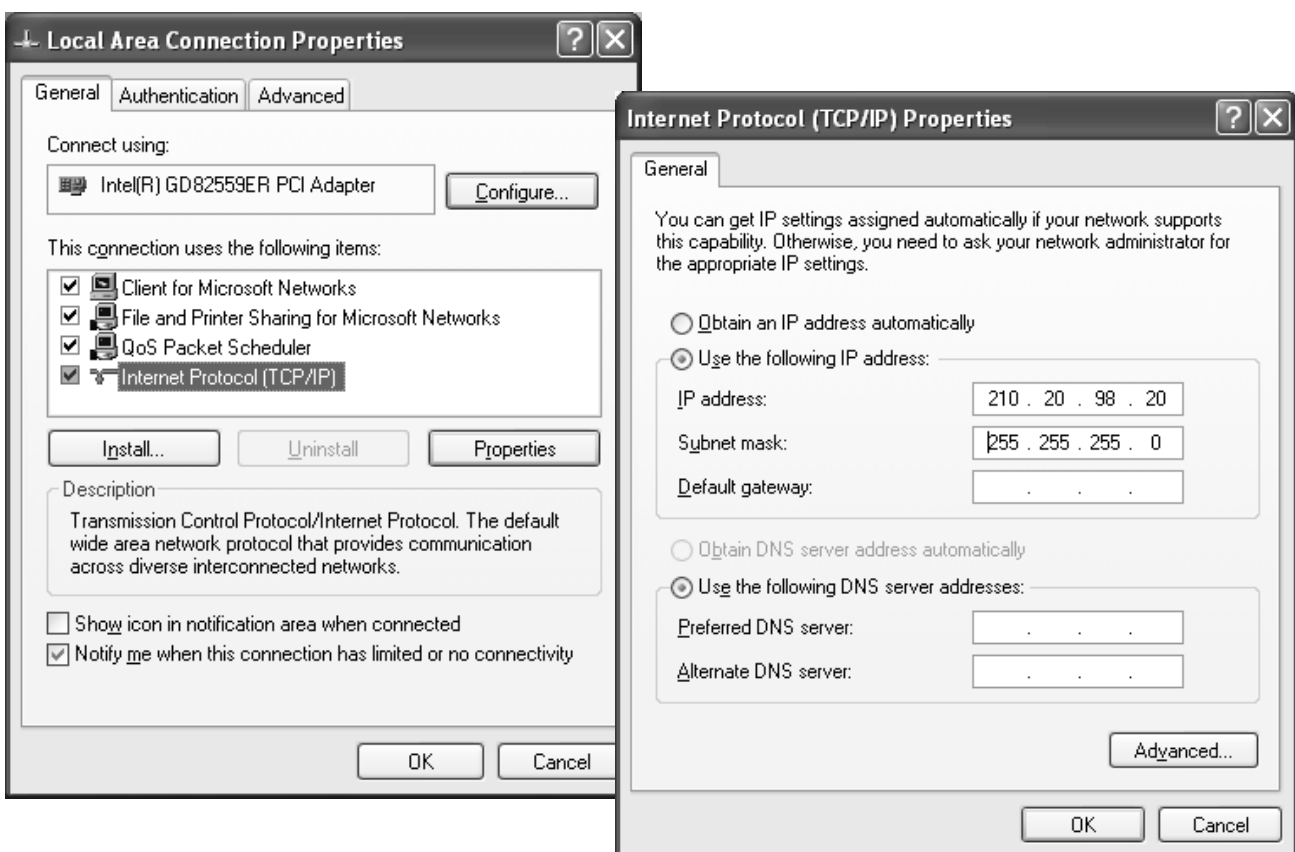 Local Area Connection Properties
General Authentication Advanced
Connect using:
Intel(R) GD82559ER PCI Adapter
Configure...
This connection uses the following items:
Client for Microsoft Networks
File and Printer Sharing for Microsoft Networks
QoS Packet Scheduler
Internet Protocol (TCP/IP)
Install... Uninstall Properties
Description
Transmission Control Protocol/Internet Protocol. The default
wide area network protocol that provides communication
across diverse interconnected networks.
Show icon in notification area when connected
Notify me when this connection has limited or no connectivity
OK Cancel
Internet Protocol (TCP/IP) Properties
General
You can get IP settings assigned automatically if your network supports
this capability. Otherwise, you need to ask your network administrator for
the appropriate IP settings.
Obtain an IP address automatically
Use the following IP address:
IP address: 210 . 20 . 98 . 20
Subnet mask: 255 . 255 . 255 . 0
Default gateway: . . .
Obtain DNS server address automatically
Use the following DNS server addresses:
Preferred DNS server: . . .
Alternate DNS server: . . .
Advanced...
OK Cancel